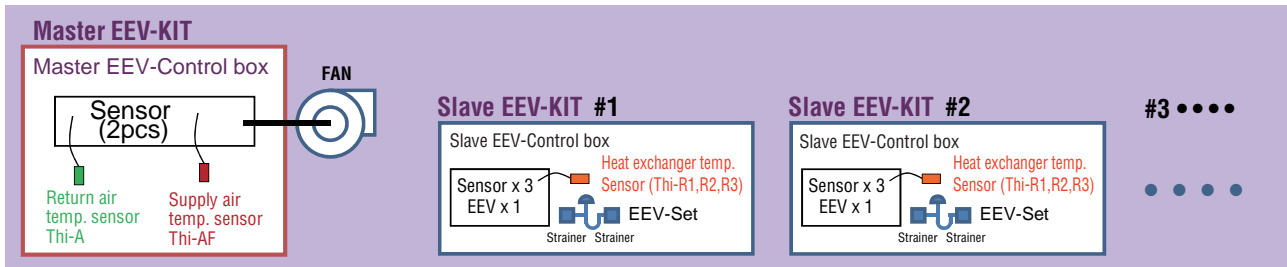 Master EEV-KIT
Master EEV-Control box
Sensor
(2pcs)
Return air
temp. sensor
Thi-A
Supply air
temp. sensor
Thi-AF
FAN
Slave EEV-KIT #1
Slave EEV-Control box
Sensor x 3
EEV x 1
Heat exchanger temp.
Sensor (Thi-R1,R2,R3)
EEV-Set
Strainer Strainer
Slave EEV-KIT #2
Slave EEV-Control box
Sensor x 3
EEV x 1
Heat exchanger temp.
Sensor (Thi-R1,R2,R3)
EEV-Set
Strainer Strainer
#3 ••••